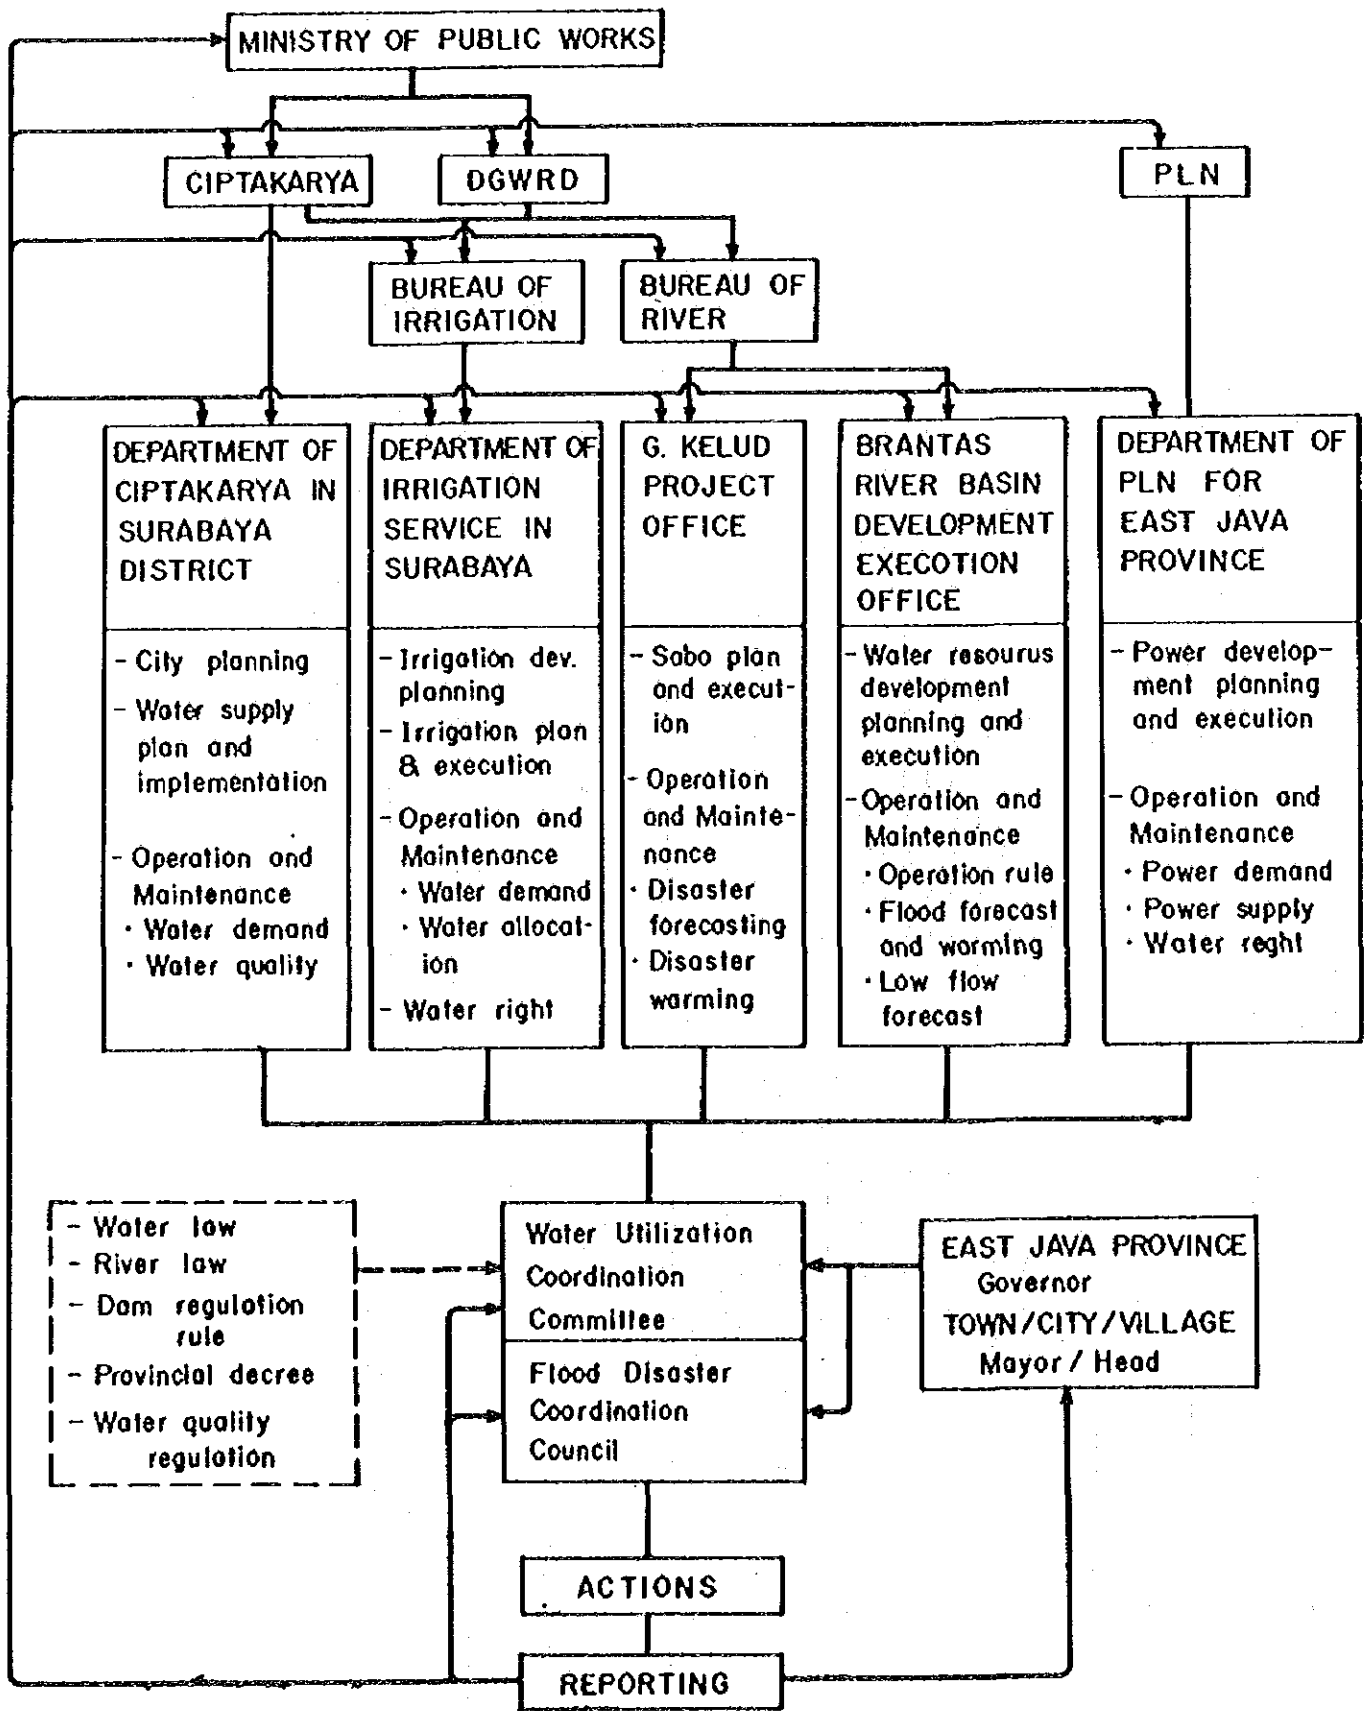 MINISTRY OF PUBLIC WORKS
CIPTAKARYA
DGWRD
PLN
BUREAU OF
IRRIGATION
BUREAU OF
RIVER
DEPARTMENT OF
CIPTAKARYA IN
SURABAYA
DISTRICT
- City planning
- Water supply
plan and
implementation
- Operation and
Maintenance
· Water demand
· Water quality
DEPARTMENT OF
IRRIGATION
SERVICE IN
SURABAYA
- Irrigation dev.
planning
- Irrigation plan
& execution
- Operation and
Maintenance
· Water demand
· Water allocat-
ion
- Water right
G. KELUD
PROJECT
OFFICE
- Sabo plan
and execut-
ion
- Operation
and Mainte-
nance
· Disaster
forecasting
· Disaster
warming
BRANTAS
RIVER BASIN
DEVELOPMENT
EXECOTION
OFFICE
- Water resourus
development
planning and
execution
- Operation and
Maintenance
· Operation rule
· Flood forecast
and warming
· Low flow
forecast
DEPARTMENT OF
PLN FOR
EAST JAVA
PROVINCE
- Power develop-
ment planning
and execution
- Operation and
Maintenance
· Power demand
· Power supply
· Water reght
- Water law
- River law
- Dam regulation
rule
- Provincial decree
- Water quality
regulation
Water Utilization
Coordination
Committee
Flood Disaster
Coordination
Council
EAST JAVA PROVINCE
Governor
TOWN/CITY/VILLAGE
Mayor / Head
ACTIONS
REPORTING